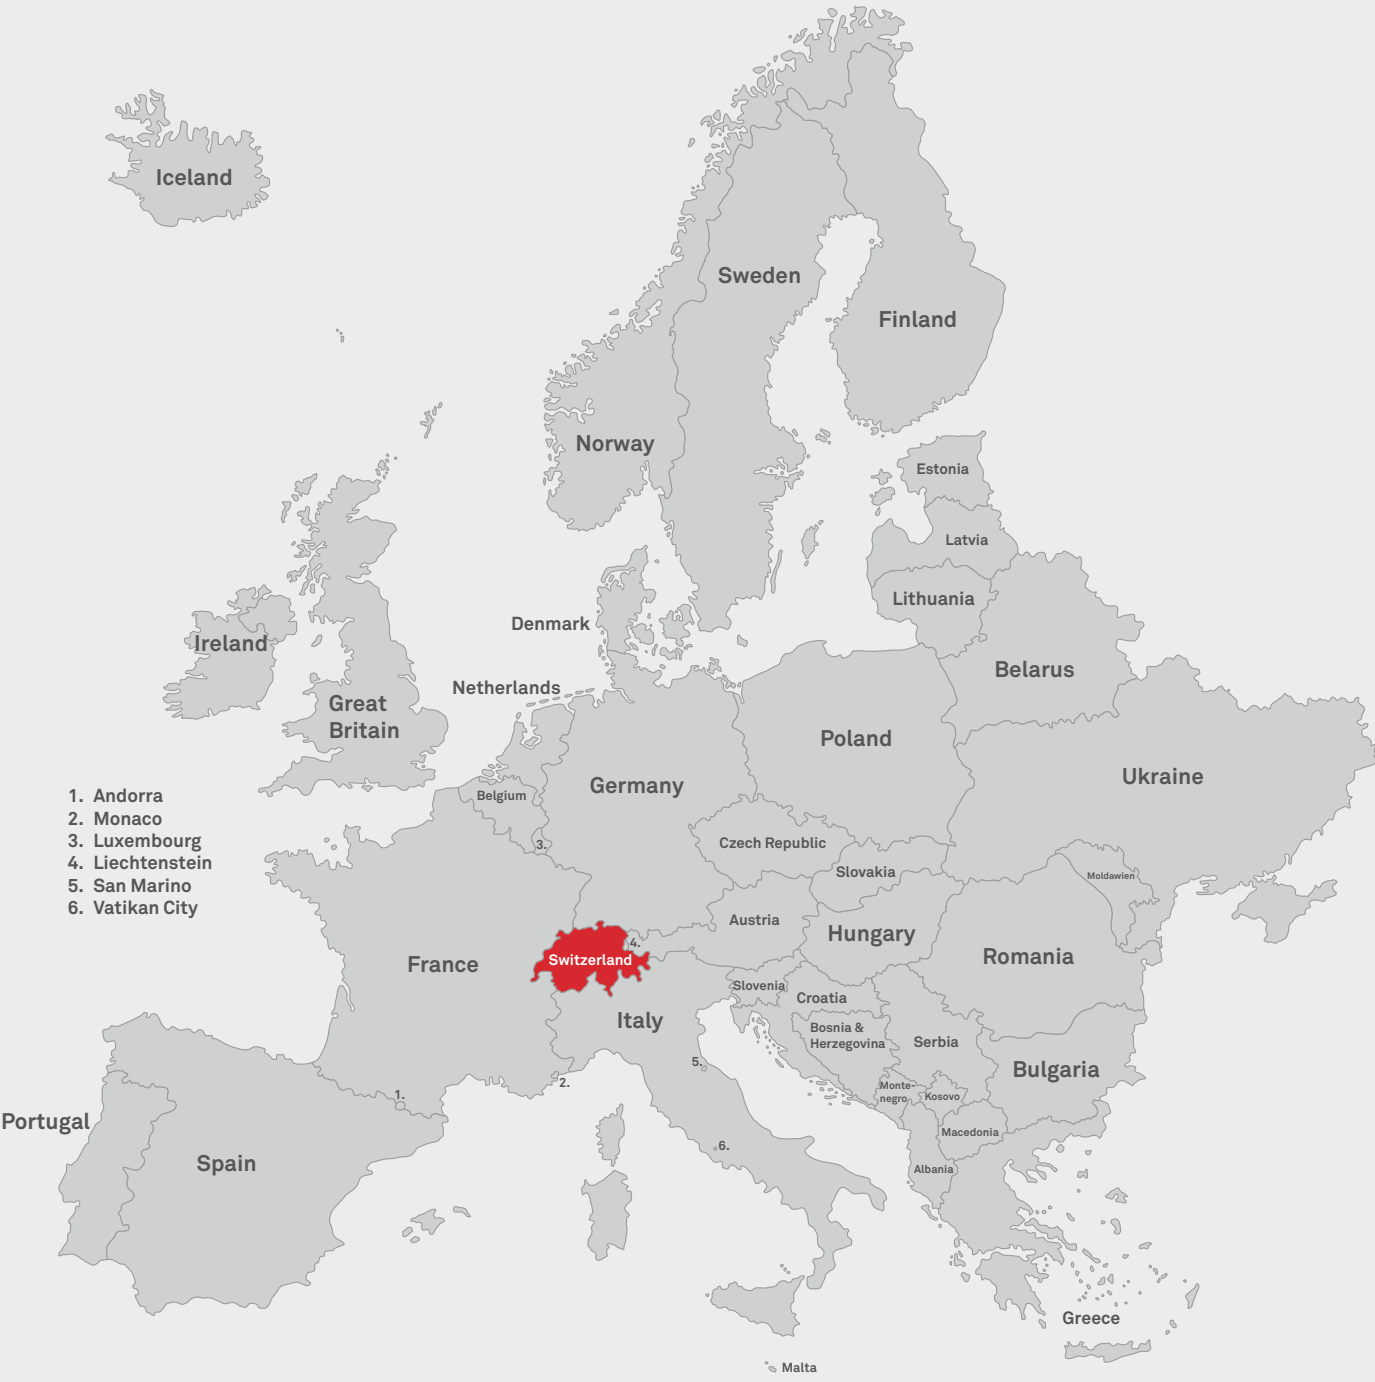 Iceland
Sweden
Finland
Norway
Estonia
Latvia
Lithuania
Denmark
Ireland
Belarus
Netherlands
Great
Britain
Poland
Ukraine
Germany
Belgium
1. Andorra
2. Monaco
3. Luxembourg
4. Liechtenstein
5. San Marino
6. Vatikan City
3.
Czech Republic
Slovakia
Moldawien
Austria
Hungary
4.
Switzerland
France
Romania
Slovenia
Croatia
Italy
Bosnia &
Herzegovina
Serbia
5.
Bulgaria
2.
1.
Monte-
negro
Kosovo
Portugal
Macedonia
6.
Spain
Albania
Greece
Malta